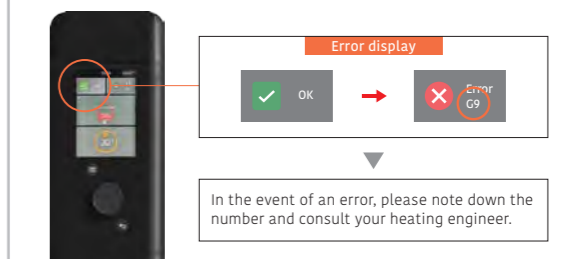 Error display
OK
Error
G9
In the event of an error, please note down the
number and consult your heating engineer.